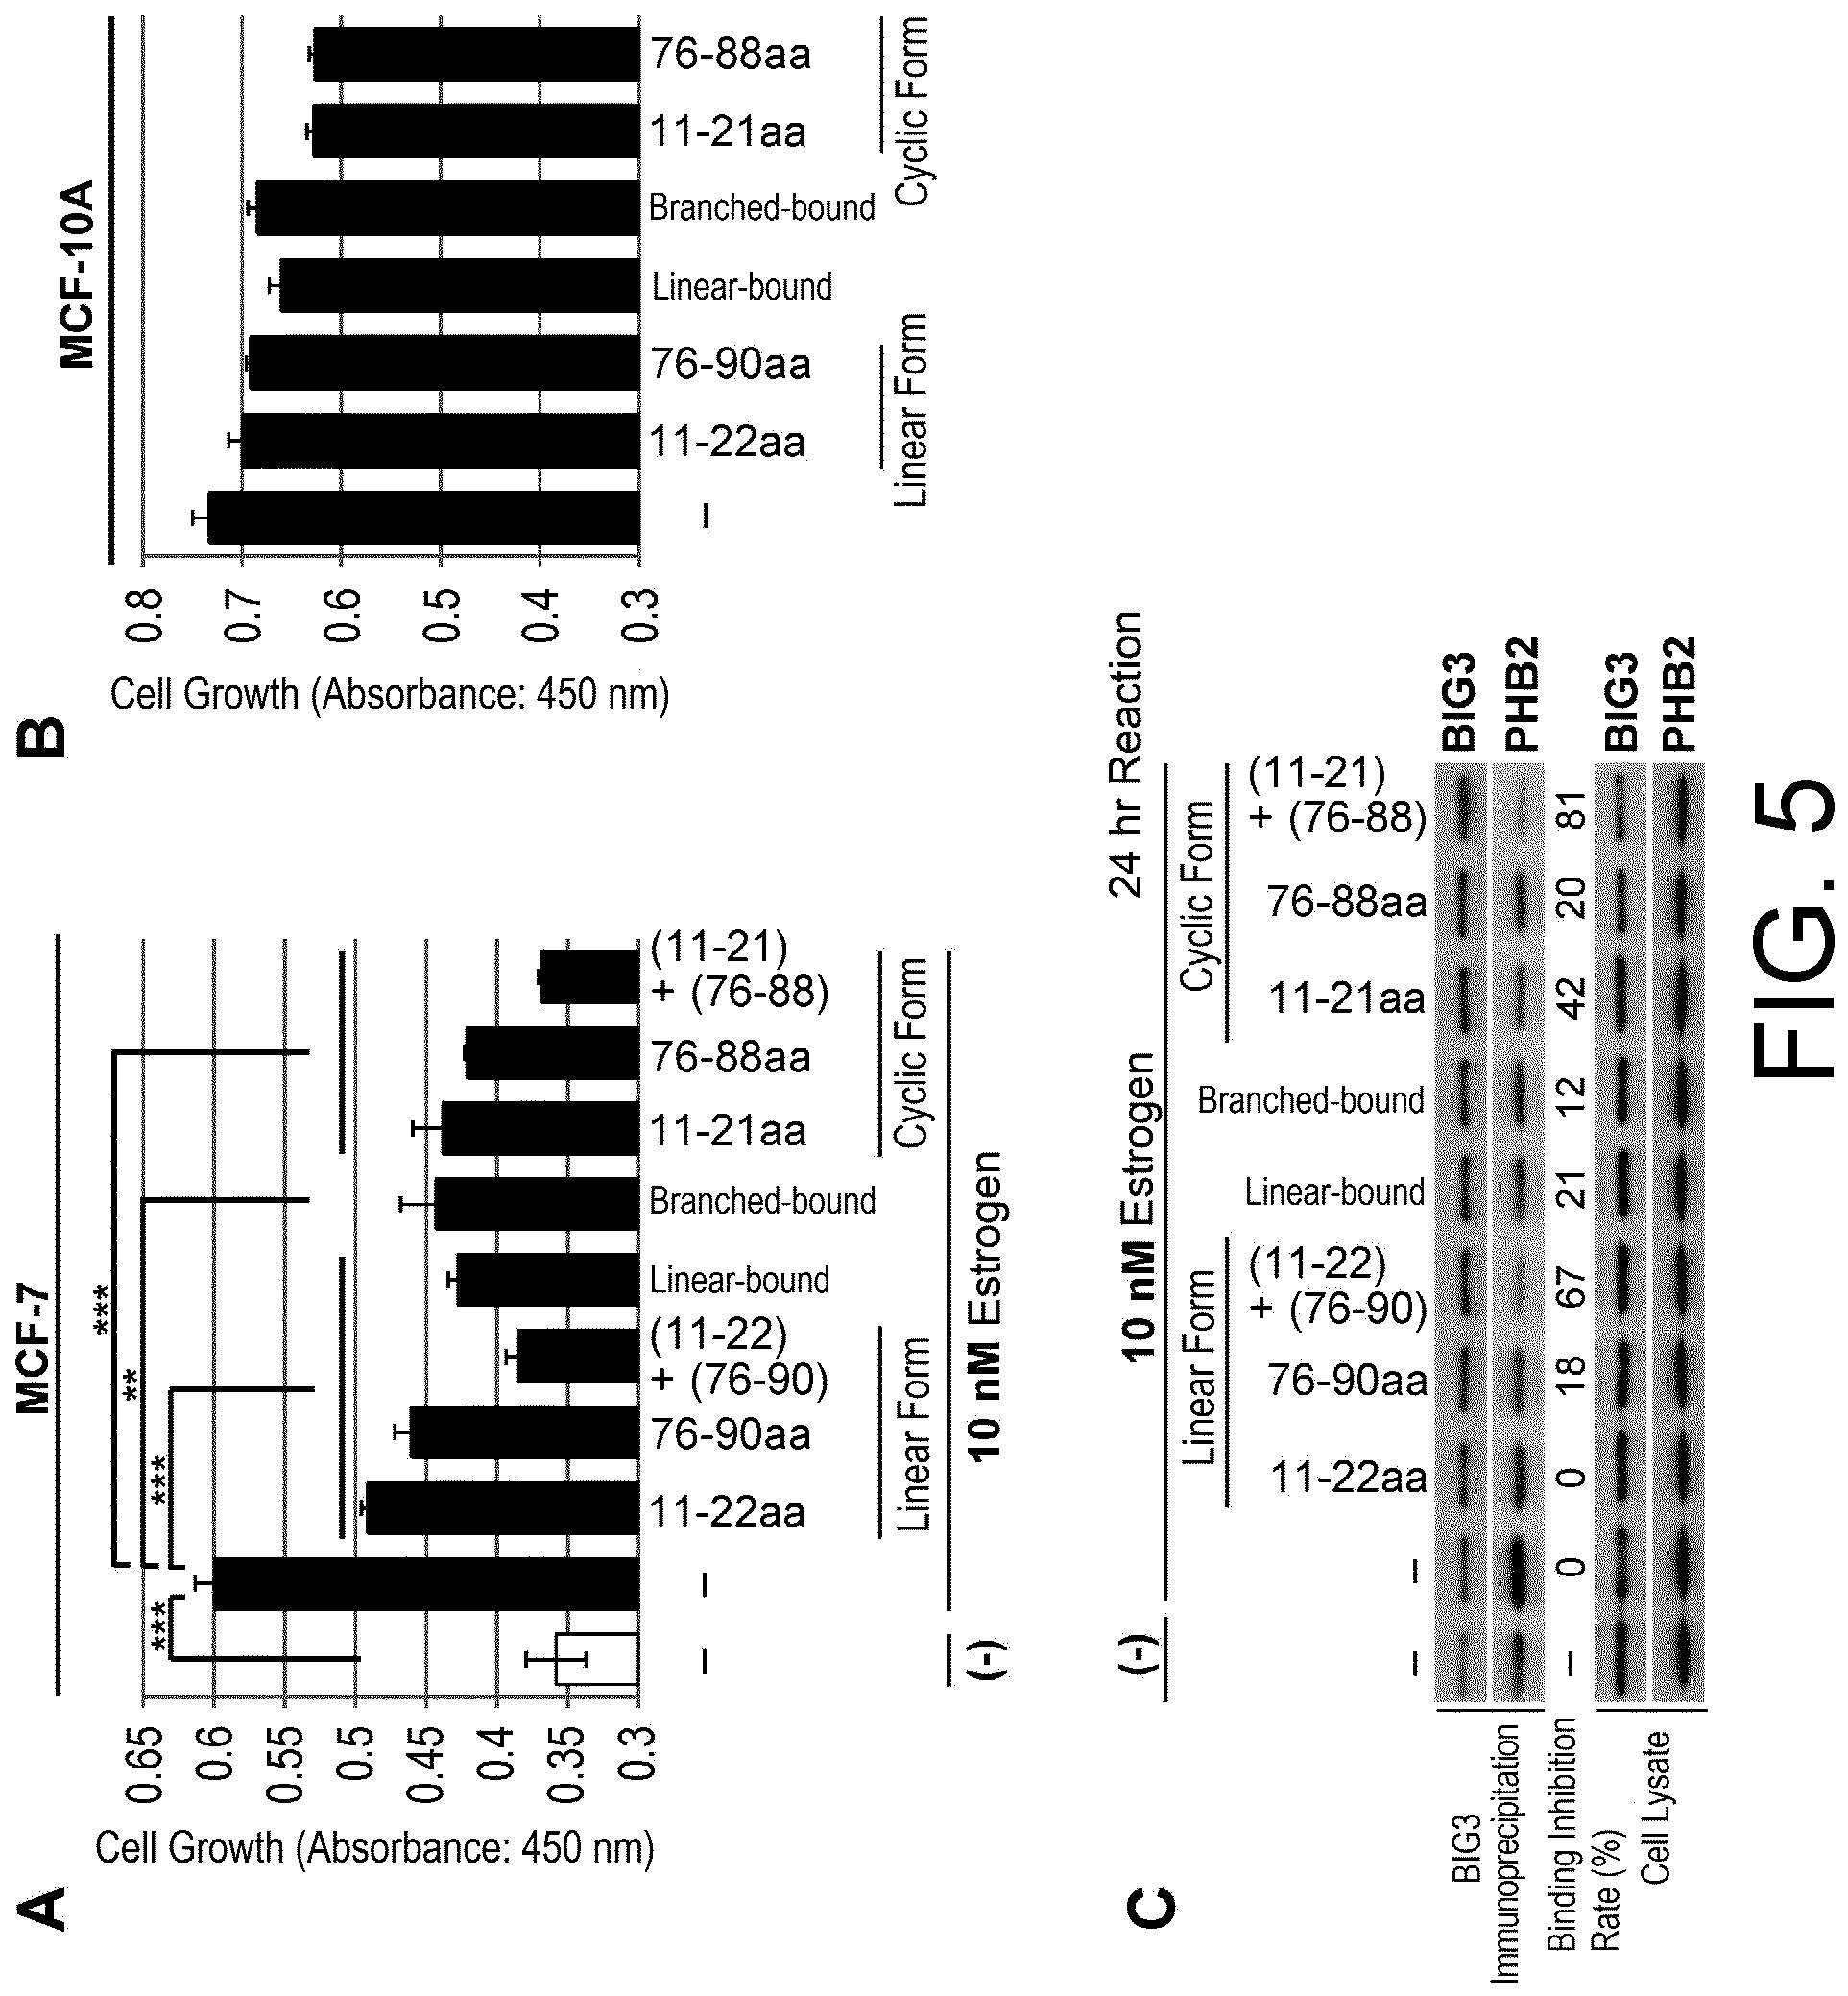 A
MCF-7
Cell Growth (Absorbance: 450 nm)
0.65
0.6
0.55
0.5
0.45
0.4
0.35
0.3
***
***
**
***
–
–
11-22aa
76-90aa
(11-22)
+ (76-90)
Linear-bound
Branched-bound
11-21aa
76-88aa
(11-21)
+ (76-88)
Linear Form
Cyclic Form
(-)
10 nM Estrogen
B
MCF-10A
Cell Growth (Absorbance: 450 nm)
0.8
0.7
0.6
0.5
0.4
0.3
–
11-22aa
76-90aa
Linear-bound
Branched-bound
11-21aa
76-88aa
Linear Form
Cyclic Form
C
(-)
10 nM Estrogen
24 hr Reaction
Linear Form
Cyclic Form
–
–
11-22aa
76-90aa
(11-22)
+ (76-90)
Linear-bound
Branched-bound
11-21aa
76-88aa
(11-21)
+ (76-88)
BIG3
Immunoprecipitation
BIG3
PHB2
Binding Inhibition
Rate (%)
– 0 0 18 67 21 12 42 20 81
Cell Lysate
BIG3
PHB2
FIG. 5